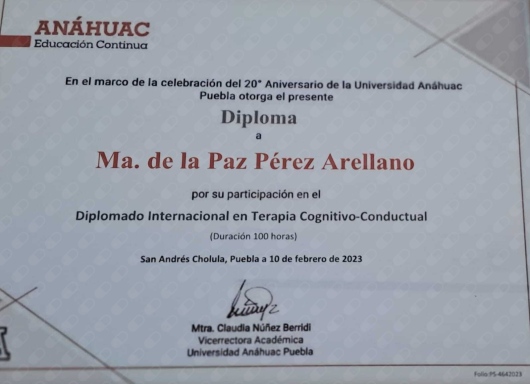 ANÁHUAC
Educación Continua
En el marco de la celebración del 20° Aniversario de la Universidad Anáhuac
Puebla otorga el presente
Diploma
a
Ma. de la Paz Pérez Arellano
por su participación en el
Diplomado Internacional en Terapia Cognitivo-Conductual
(Duración 100 horas)
San Andrés Cholula, Puebla a 10 de febrero de 2023
Mtra. Claudia Núñez Berridi
Vicerrectora Académica
Universidad Anáhuac Puebla
Folio:PS-4642023